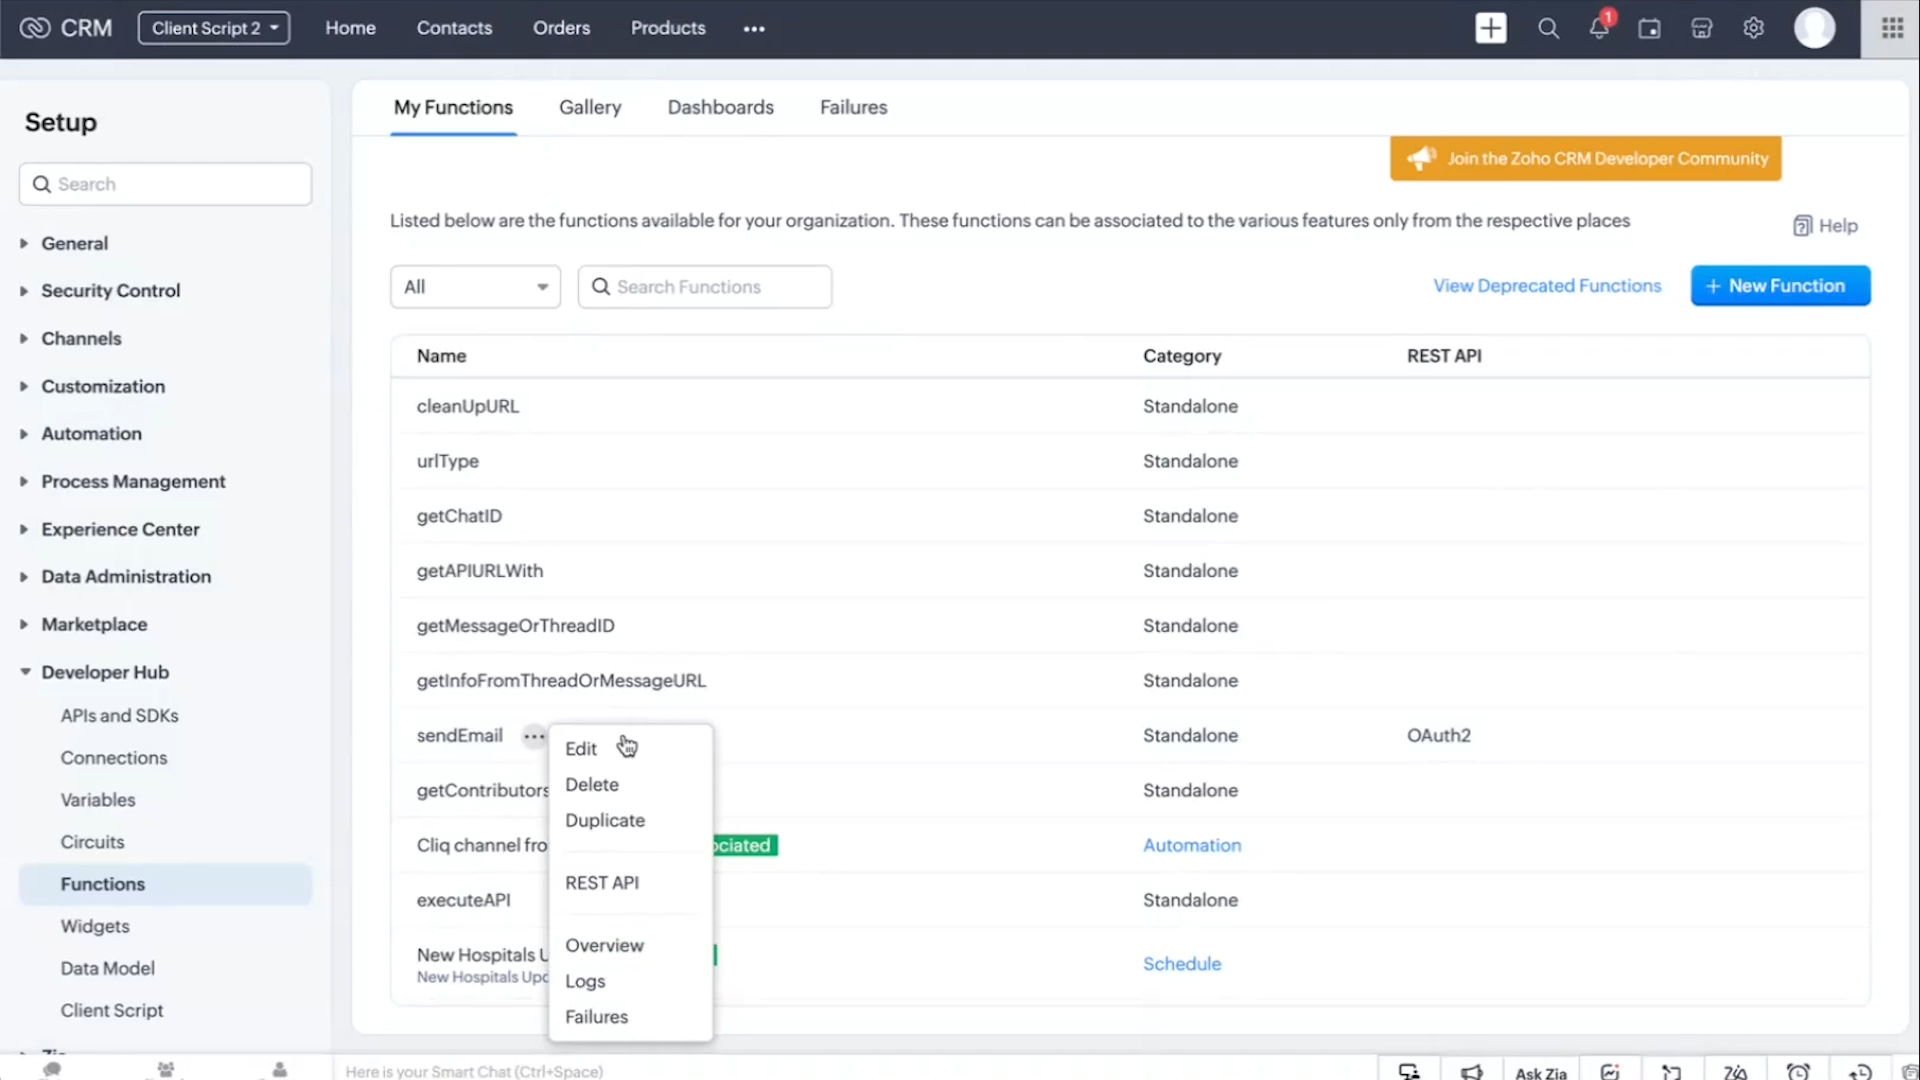 CRM
Client Script 2
Home
Contacts
Orders
Products
1
Setup
Search
General
Security Control
Channels
Customization
Automation
Process Management
Experience Center
Data Administration
Marketplace
Developer Hub
APIs and SDKs
Connections
Variables
Circuits
Functions
Widgets
Data Model
Client Script
My Functions
Gallery
Dashboards
Failures
Join the Zoho CRM Developer Community
Listed below are the functions available for your organization. These functions can be associated to the various features only from the respective places
Help
All
Search Functions
View Deprecated Functions
+ New Function
Name Category REST API
cleanUpURL Standalone
urlType Standalone
getChatID Standalone
getAPIURLWith Standalone
getMessageOrThreadID Standalone
getInfoFromThreadOrMessageURL Standalone
sendEmail ... Standalone OAuth2
getContributors Standalone
Cliq channel fro ociated Automation
executeAPI Standalone
New Hospitals U Schedule
New Hospitals Upd
Edit
Delete
Duplicate
REST API
Overview
Logs
Failures
Here is your Smart Chat (Ctrl+Space)
Ask Zia